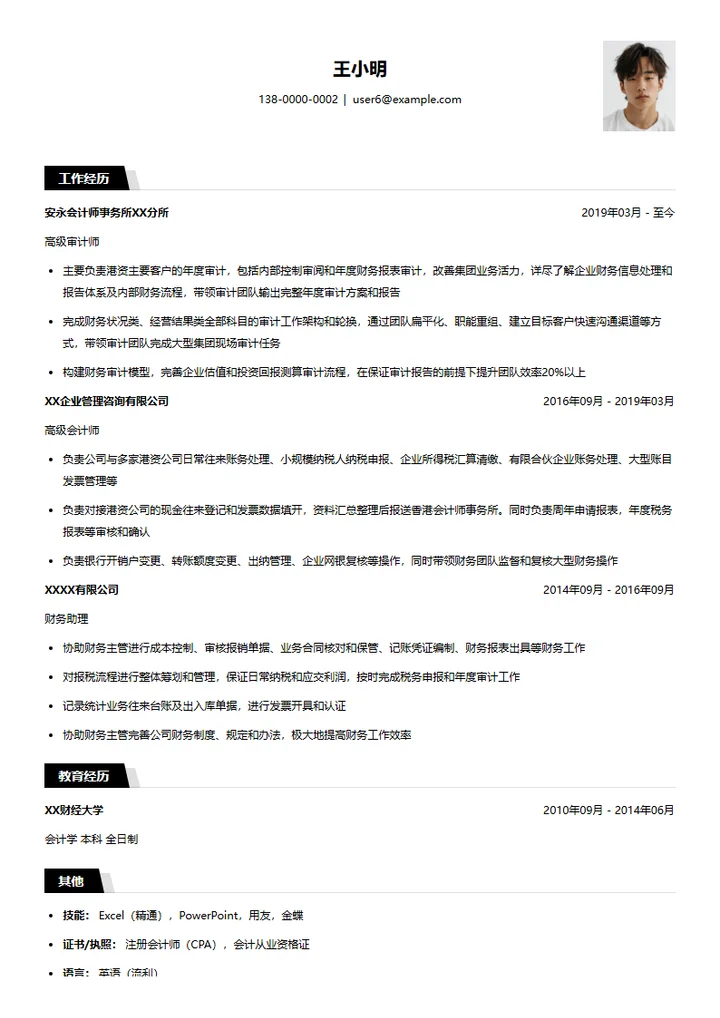 王小明
138-0000-0002 | user6@example.com
工作经历
安永会计师事务所XX分所 2019年03月 - 至今
高级审计师
• 主要负责港资主要客户的年度审计，包括内部控制审阅和年度财务报表审计，改善集团业务活力，详尽了解企业财务信息处理和
报告体系及内部财务流程，带领审计团队输出完整年度审计方案和报告
• 完成财务状况类、经营结果类全部科目的审计工作架构和轮换，通过团队扁平化、职能重组、建立目标客户快速沟通渠道等方
式，带领审计团队完成大型集团现场审计任务
• 构建财务审计模型，完善企业估值和投资回报测算审计流程，在保证审计报告的前提下提升团队效率20%以上
XX企业管理咨询有限公司 2016年09月 - 2019年03月
高级会计师
• 负责公司与多家港资公司日常往来账务处理、小规模纳税人纳税申报、企业所得税汇算清缴、有限合伙企业账务处理、大型账目
发票管理等
• 负责对接港资公司的现金往来登记和发票数据填开，资料汇总整理后报送香港会计师事务所。同时负责周年申请报表，年度税务
报表等审核和确认
• 负责银行开销户变更、转账额度变更、出纳管理、企业网银复核等操作，同时带领财务团队监督和复核大型财务操作
XXXX有限公司 2014年09月 - 2016年09月
财务助理
• 协助财务主管进行成本控制、审核报销单据、业务合同核对和保管、记账凭证编制、财务报表出具等财务工作
• 对报税流程进行整体筹划和管理，保证日常纳税和应交利润，按时完成税务申报和年度审计工作
• 记录统计业务往来台账及出入库单据，进行发票开具和认证
• 协助财务主管完善公司财务制度、规定和办法，极大地提高财务工作效率
教育经历
XX财经大学 2010年09月 - 2014年06月
会计学 本科 全日制
其他
• 技能： Excel（精通），PowerPoint，用友，金蝶
• 证书/执照： 注册会计师（CPA），会计从业资格证
• 语言： 英语（流利）